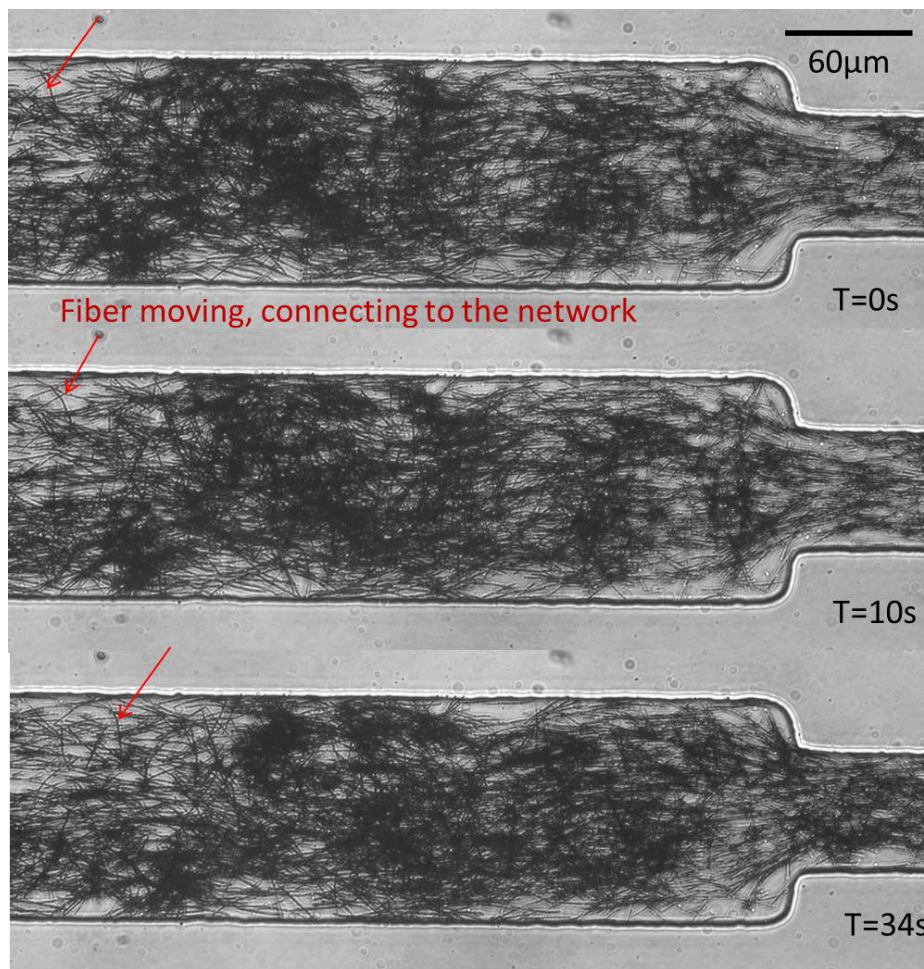 60μm
T=0s
Fiber moving, connecting to the network
T=10s
T=34s